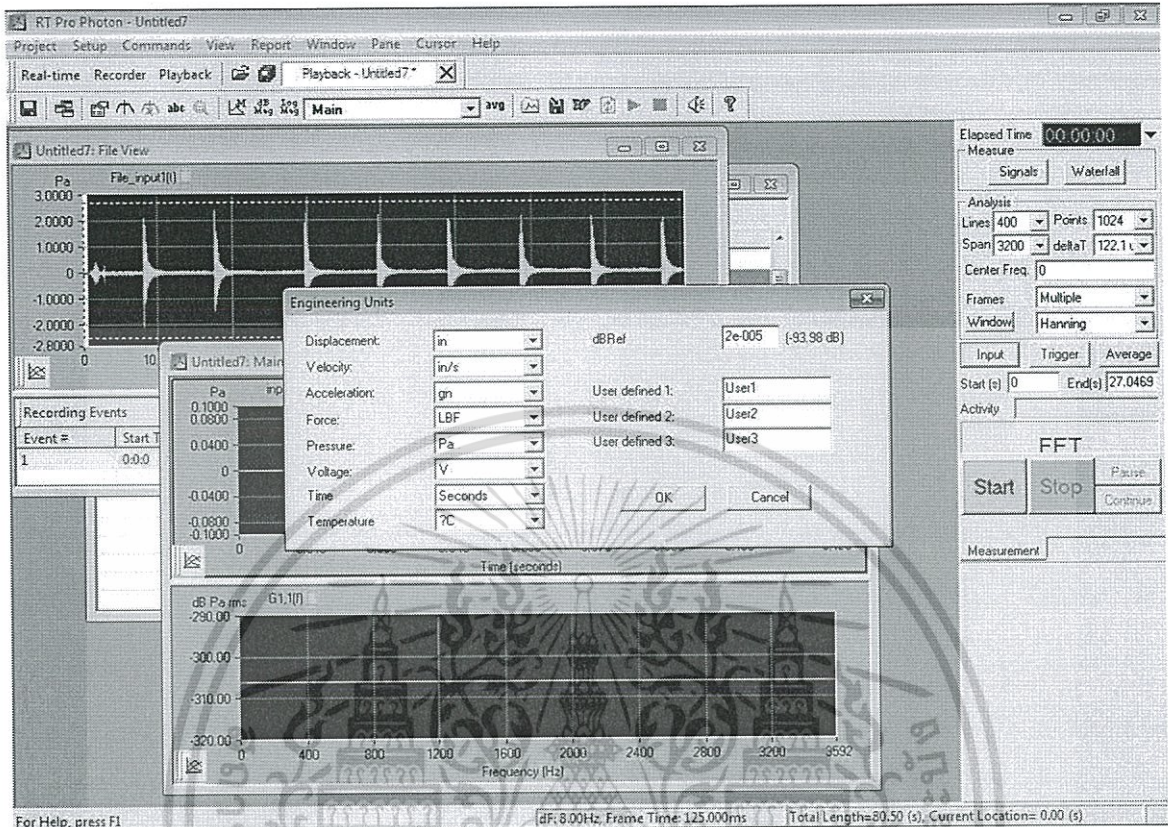 RT Pro Photon - Untitled7
Project Setup Commands View Report Window Pane Cursor Help
Real-time Recorder Playback Playback - Untitled7 *
abc Main avg
Untitled7: File View
Pa File_input1(t)
3.0000
2.0000
1.0000
0
-1.0000
-2.0000
-2.8000
0 10
Recording Events
Event # Start T
1 0:0:0
Untitled7: Main
Pa inp
0.1000
0.0800
0.0400
0
-0.0400
-0.0800
-0.1000
0
Time (seconds)
dB Pa rms G1,1(f)
-290.00
-300.00
-310.00
-320.00
0 400 800 1200 1600 2000 2400 2800 3200 3592
Frequency (Hz)
Engineering Units
Displacement: in dBRef 2e-005 (-93.98 dB)
Velocity: in/s
Acceleration: gn User defined 1: User1
Force: LBF User defined 2: User2
Pressure: Pa User defined 3: User3
Voltage: V
Time Seconds OK Cancel
Temperature ?C
Elapsed Time 00:00:00
Measure
Signals Waterfall
Analysis
Lines 400 Points 1024
Span 3200 deltaT 122.1 u
Center Freq. 0
Frames Multiple
Window Hanning
Input Trigger Average
Start (s) 0 End(s) 27.0469
Activity
FFT
Start Stop Pause
Continue
Measurement
For Help, press F1 dF: 8.00Hz, Frame Time: 125.000ms Total Length=80.50 (s), Current Location= 0.00 (s)